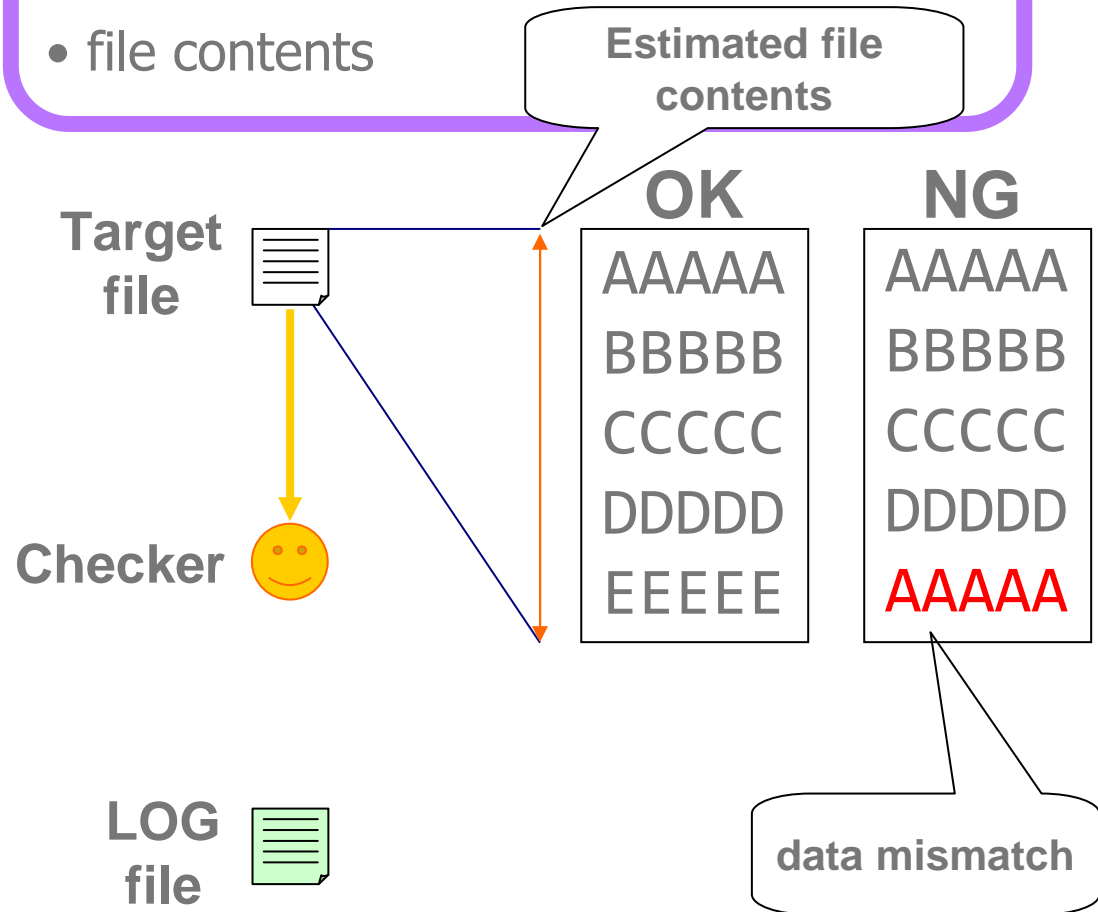 • file contents
Estimated file
contents
OK
NG
Target
file
AAAAA
BBBBB
CCCCC
DDDDD
EEEEE
AAAAA
BBBBB
CCCCC
DDDDD
AAAAA
Checker
data mismatch
LOG
file